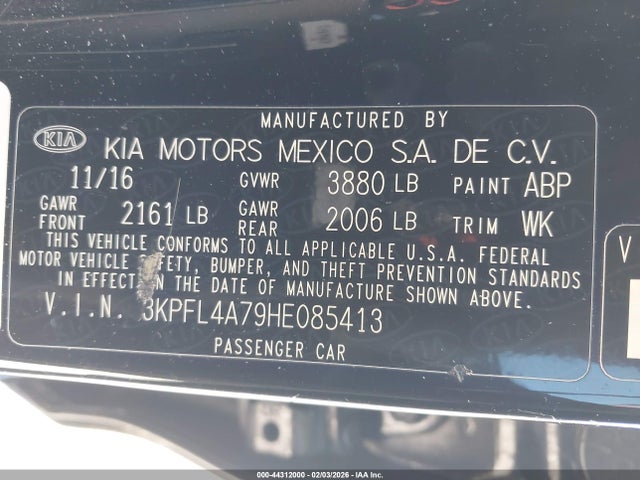 MANUFACTURED BY
KIA KIA MOTORS MEXICO S.A. DE C.V.
11/16 GVWR 3880 LB PAINT ABP
GAWR FRONT 2161 LB GAWR REAR 2006 LB TRIM WK
THIS VEHICLE CONFORMS TO ALL APPLICABLE U.S.A. FEDERAL
MOTOR VEHICLE SAFETY, BUMPER, AND THEFT PREVENTION STANDARDS
IN EFFECT ON THE DATE OF MANUFACTURE SHOWN ABOVE.
V.I.N. 3KPFL4A79HE085413
PASSENGER CAR
V
000-44312000 - 02/03/2026 - Copyright © IAA, Inc.